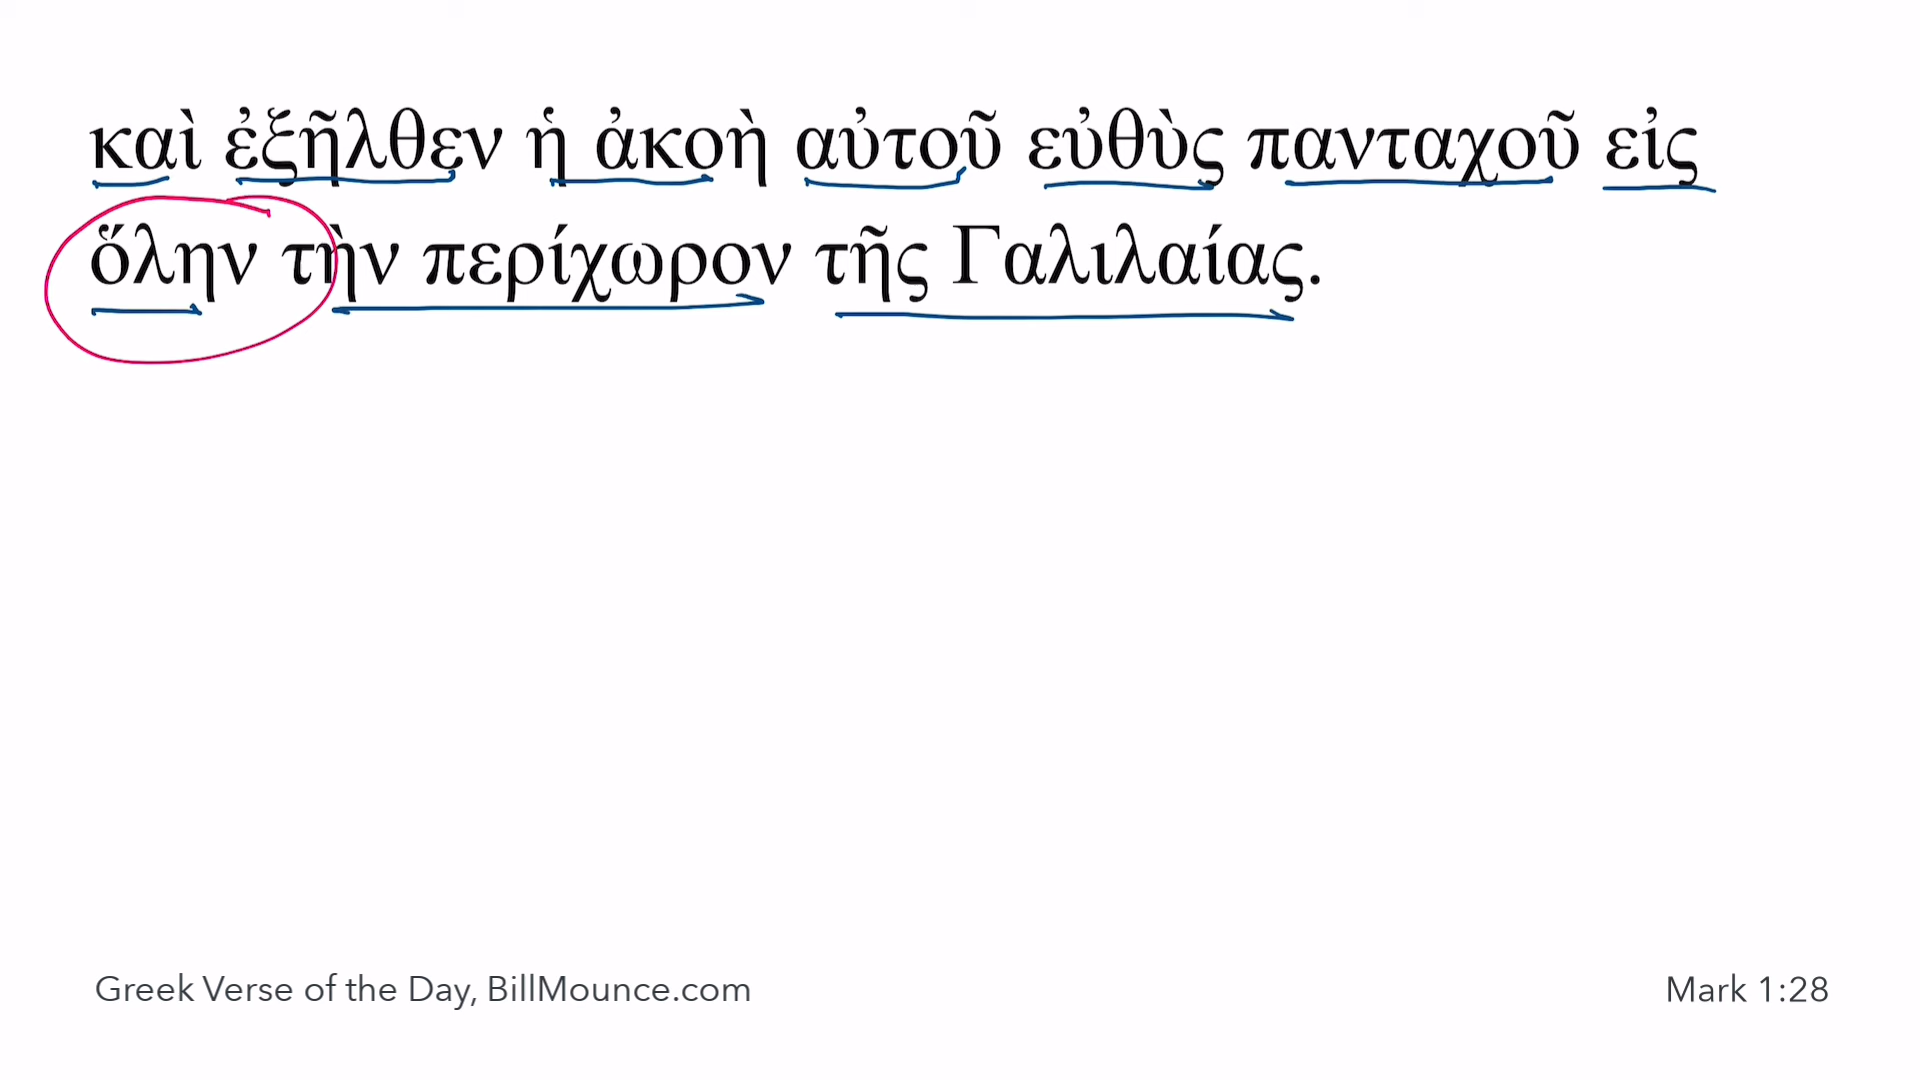 καὶ ἐξῆλθεν ἡ ἀκοὴ αὐτοῦ εὐθὺς πανταχοῦ εἰς
ὅλην τὴν περίχωρον τῆς Γαλιλαίας.
Greek Verse of the Day, BillMounce.com
Mark 1:28